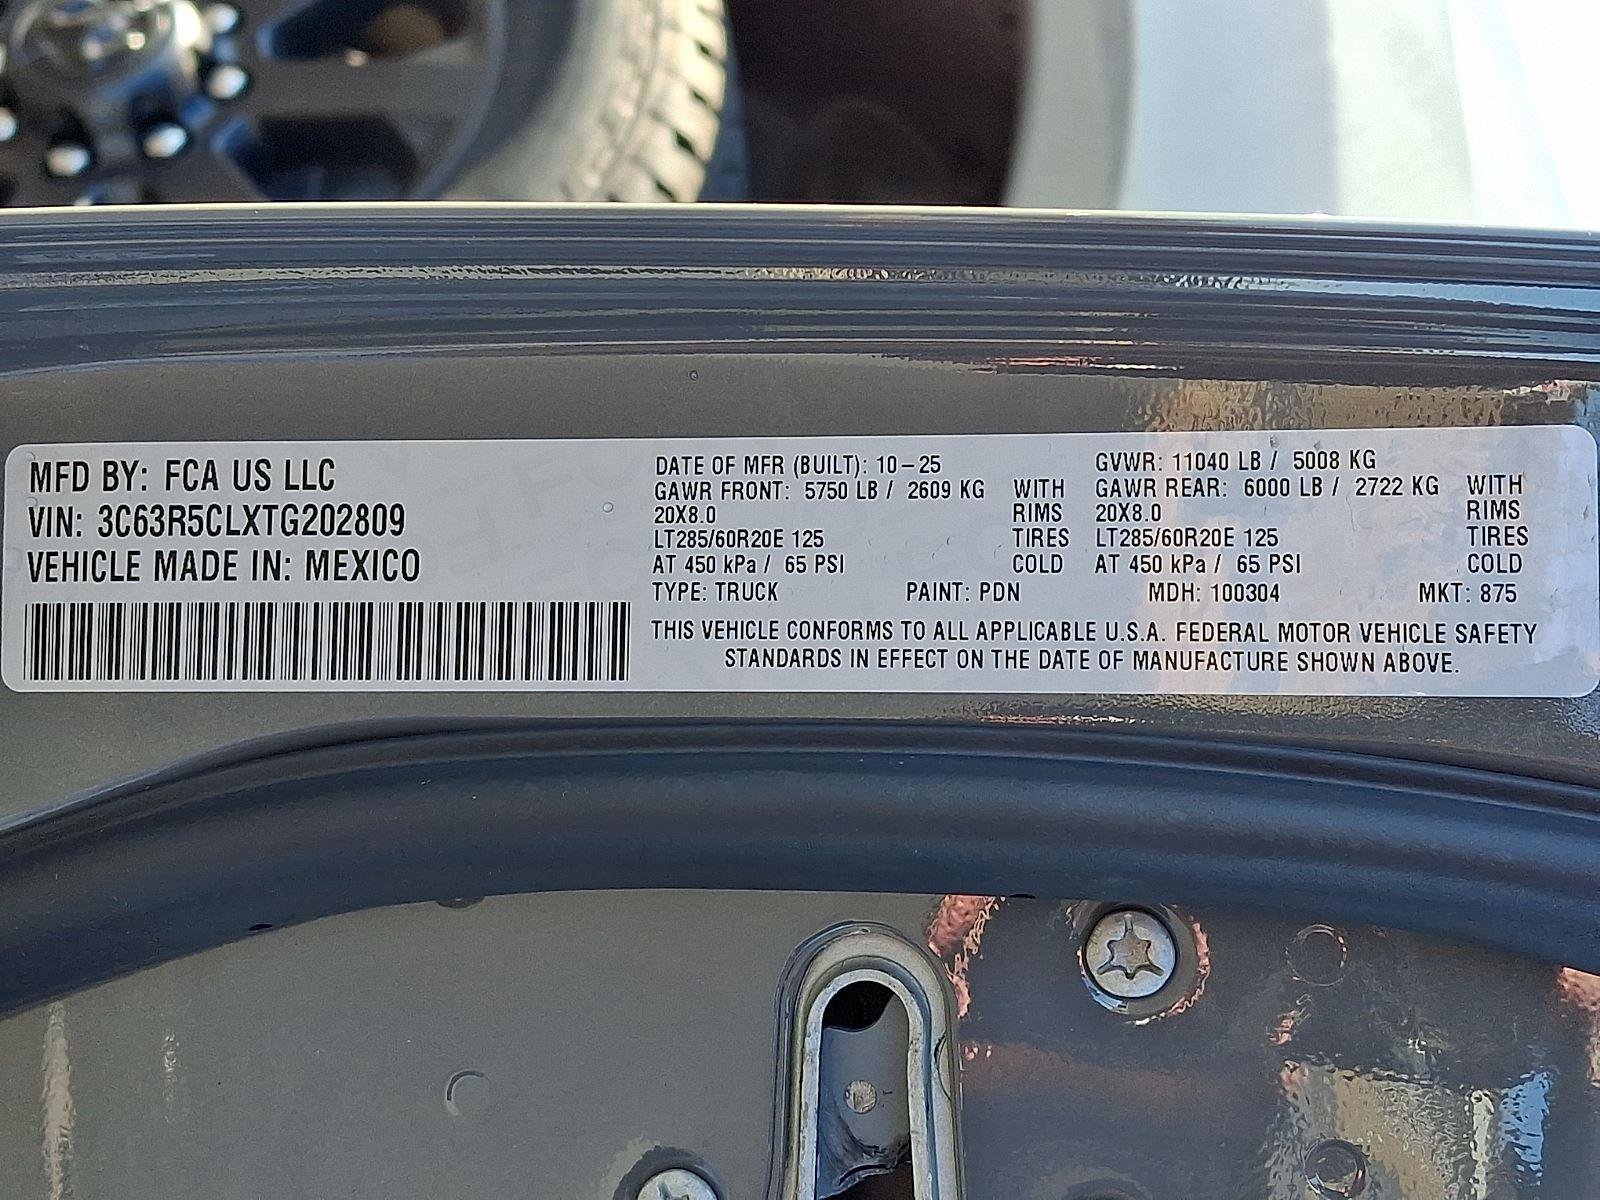 MFD BY: FCA US LLC
VIN: 3C63R5CLXTG202809
VEHICLE MADE IN: MEXICO
DATE OF MFR (BUILT): 10-25
GAWR FRONT: 5750 LB / 2609 KG WITH
20X8.0 RIMS
LT285/60R20E 125 TIRES
AT 450 kPa / 65 PSI COLD
GVWR: 11040 LB / 5008 KG
GAWR REAR: 6000 LB / 2722 KG WITH
20X8.0 RIMS
LT285/60R20E 125 TIRES
AT 450 kPa / 65 PSI COLD
TYPE: TRUCK PAINT: PDN MDH: 100304 MKT: 875
THIS VEHICLE CONFORMS TO ALL APPLICABLE U.S.A. FEDERAL MOTOR VEHICLE SAFETY
STANDARDS IN EFFECT ON THE DATE OF MANUFACTURE SHOWN ABOVE.